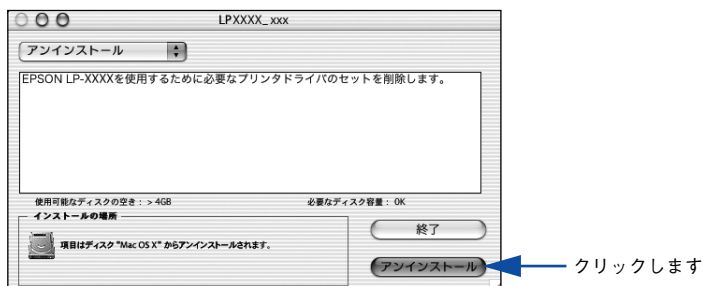 LPXXXX_xxx
アンインストール
EPSON LP-XXXXを使用するために必要なプリンタドライバのセットを削除します。
使用可能なディスクの空き： > 4GB 必要なディスク容量： 0K
インストールの場所
項目はディスク "Mac OS X" からアンインストールされます。
終了
アンインストール
クリックします